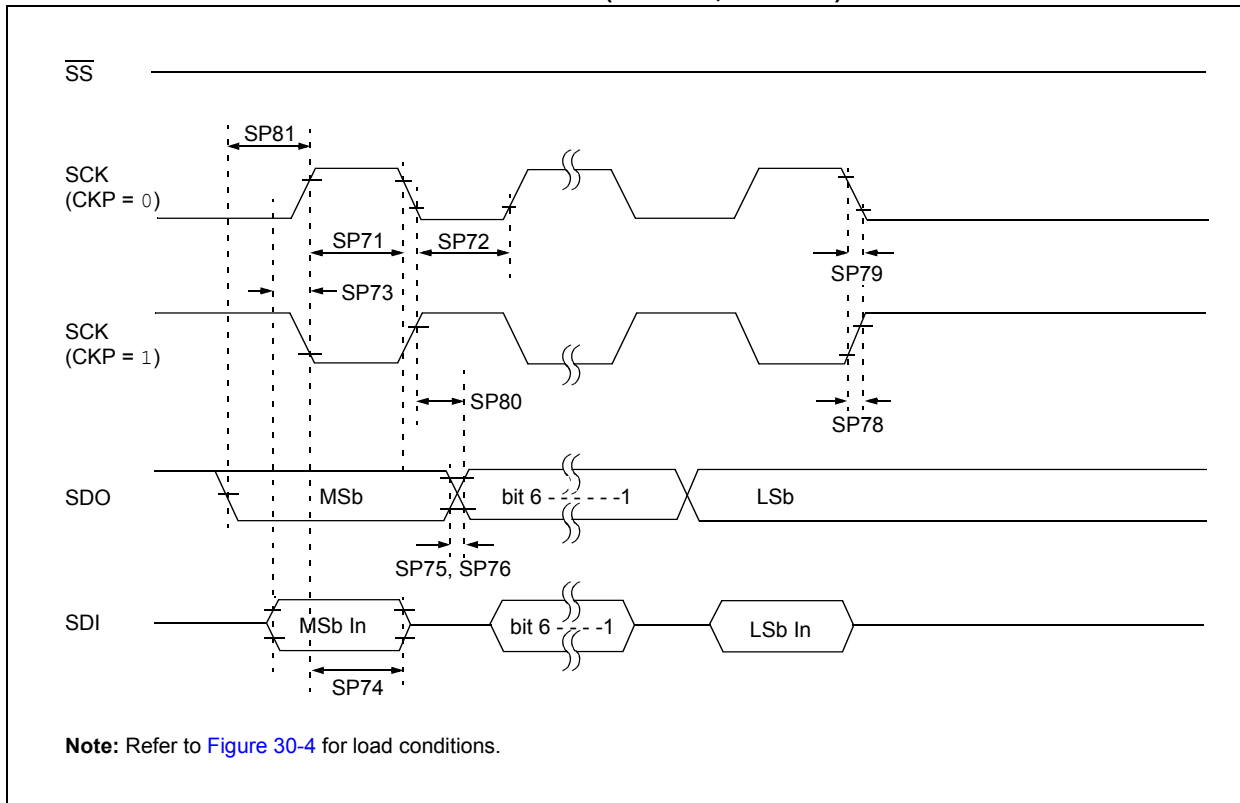 SS
SP81
SCK
(CKP = 0)
SP71
SP72
SP79
SP73
SCK
(CKP = 1)
SP80
SP78
SDO
MSb
bit 6 - - - - - -1
LSb
SP75, SP76
SDI
MSb In
bit 6 - - - -1
LSb In
SP74
Note: Refer to Figure 30-4 for load conditions.